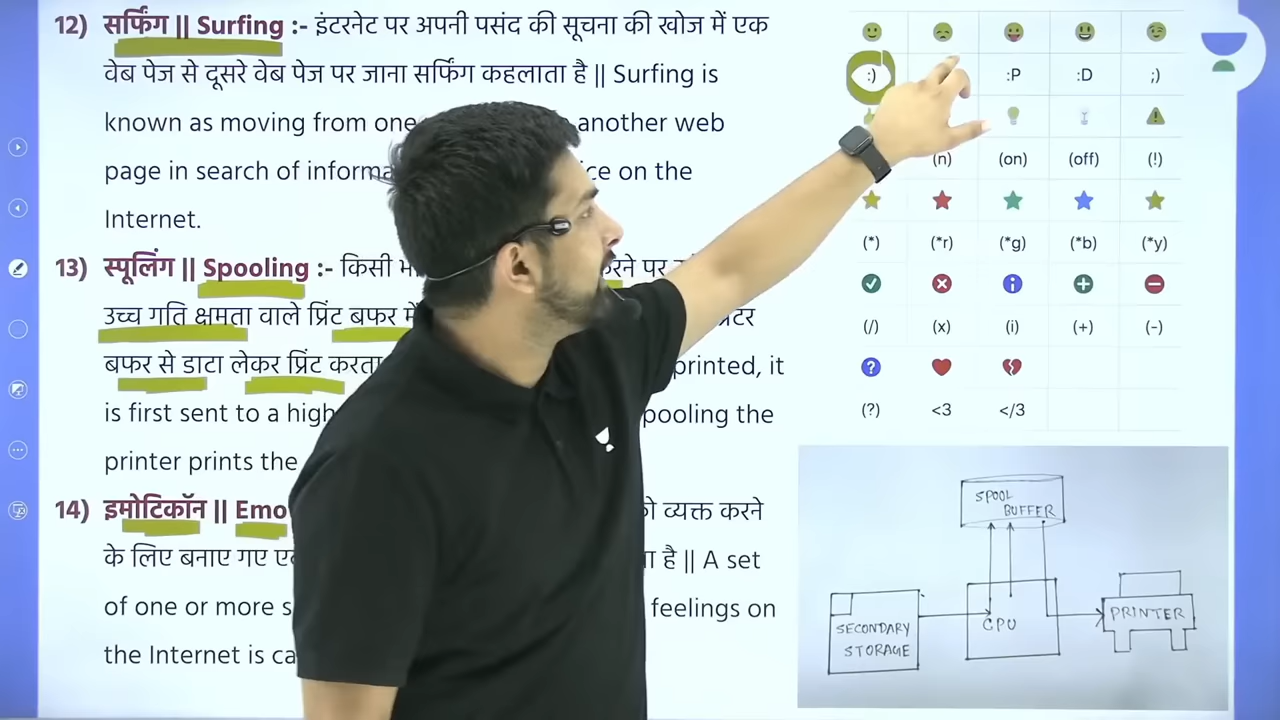 12) सर्फिंग || Surfing :- इंटरनेट पर अपनी पसंद की सूचना की खोज में एक
वेब पेज से दूसरे वेब पेज पर जाना सर्फिंग कहलाता है || Surfing is
known as moving from one another web
page in search of informa ce on the
Internet.
13) स्पूलिंग || Spooling :- किसी रने पर
उच्च गति क्षमता वाले प्रिंट बफर में टर
बफर से डाटा लेकर प्रिंट करता printed, it
is first sent to a high pooling the
printer prints the
14) इमोटिकॉन || Emo को व्यक्त करने
के लिए बनाए गए है || A set
of one or more s feelings on
the Internet is ca
:) :P :D ;)
(n) (on) (off) (!)
(*) (*r) (*g) (*b) (*y)
(/) (x) (i) (+) (-)
(?) <3 </3
SPOOL
BUFFER
SECONDARY
STORAGE
CPU
PRINTER